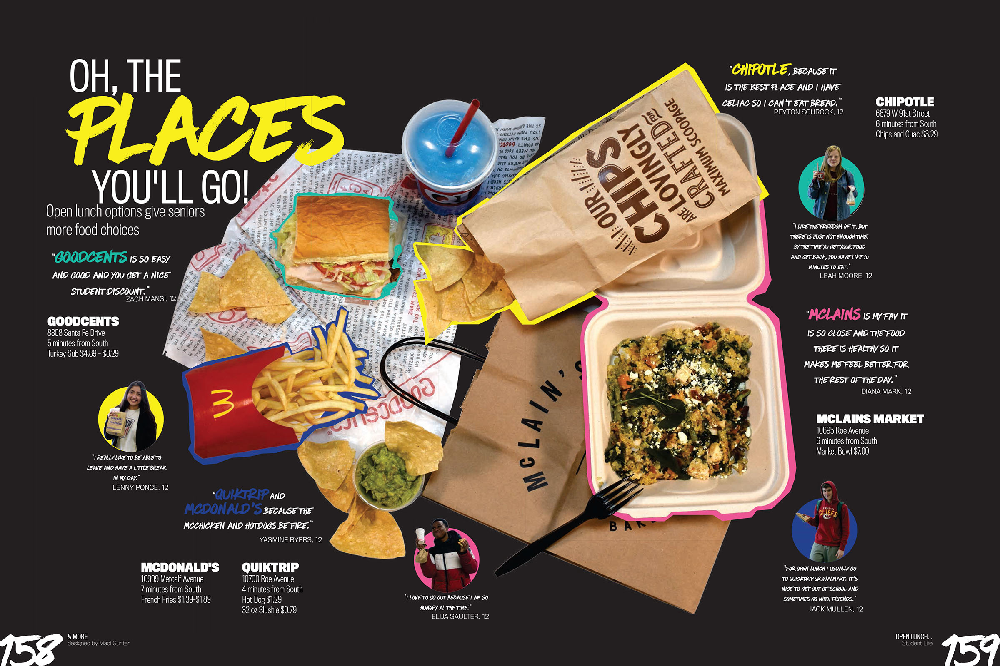 OH, THE
PLACES
YOU'LL GO!
Open lunch options give seniors
more food choices
"GOODCENTS IS SO EASY
AND GOOD AND YOU GET A NICE
STUDENT DISCOUNT."
ZACH MANSI, 12
GOODCENTS
8808 Santa Fe Drive
5 minutes from South
Turkey Sub $4.89 - $8.29
"I REALLY LIKE TO BE ABLE TO
LEAVE AND HAVE A LITTLE BREAK
IN MY DAY."
LENNY PONCE, 12
"QUIKTRIP AND
MCDONALD'S BECAUSE THE
MCCHICKEN AND HOTDOGS BE FIRE."
YASMINE BYERS, 12
MCDONALD'S
10999 Metcalf Avenue
7 minutes from South
French Fries $1.39-$1.89
QUIKTRIP
10700 Roe Avenue
4 minutes from South
Hot Dog $1.29
32 oz Slushie $0.79
"I LOVE TO GO OUT BECAUSE I AM SO
HUNGRY AL THE TIME."
ELIJA SAULTER, 12
OUR
CHIPS
ARE LOVINGLY
CRAFTED FOR
MAXIMUM SCOOPAGE
GOODCENTS
MCLAIN'S
"CHIPOTLE, BECAUSE IT
IS THE BEST PLACE AND I HAVE
CELIAC SO I CAN'T EAT BREAD."
PEYTON SCHROCK, 12
CHIPOTLE
6879 W 91st Street
6 minutes from South
Chips and Guac $3.29
"I LIKE THE FREEDOM OF IT, BUT
THERE IS JUST NOT ENOUGH TIME.
BY THE TIME YU GET YOUR FOOD
AND GET BACK, YOU HAVE LIKE 10
MINUTES TO EAT."
LEAH MOORE, 12
"MCLAINS IS MY FAV IT
IS SO CLOSE AND THE FOOD
THERE IS HEALTHY SO IT
MAKES ME FEEL BETTER FOR
THE REST OF THE DAY."
DIANA MARK, 12
MCLAINS MARKET
10695 Roe Avenue
6 minutes from South
Market Bowl $7.00
CHIEFS
"FOR OPEN LUNCH I USUALLY GO
TO QUICKTRIP OR WALMART. IT'S
NICE TO GET OUT OF SCHOOL AND
SOMETIMES GO WITH FRIENDS."
JACK MULLEN, 12
158
& MORE
designed by Maci Gunter
OPEN LUNCH...
Student Life
159